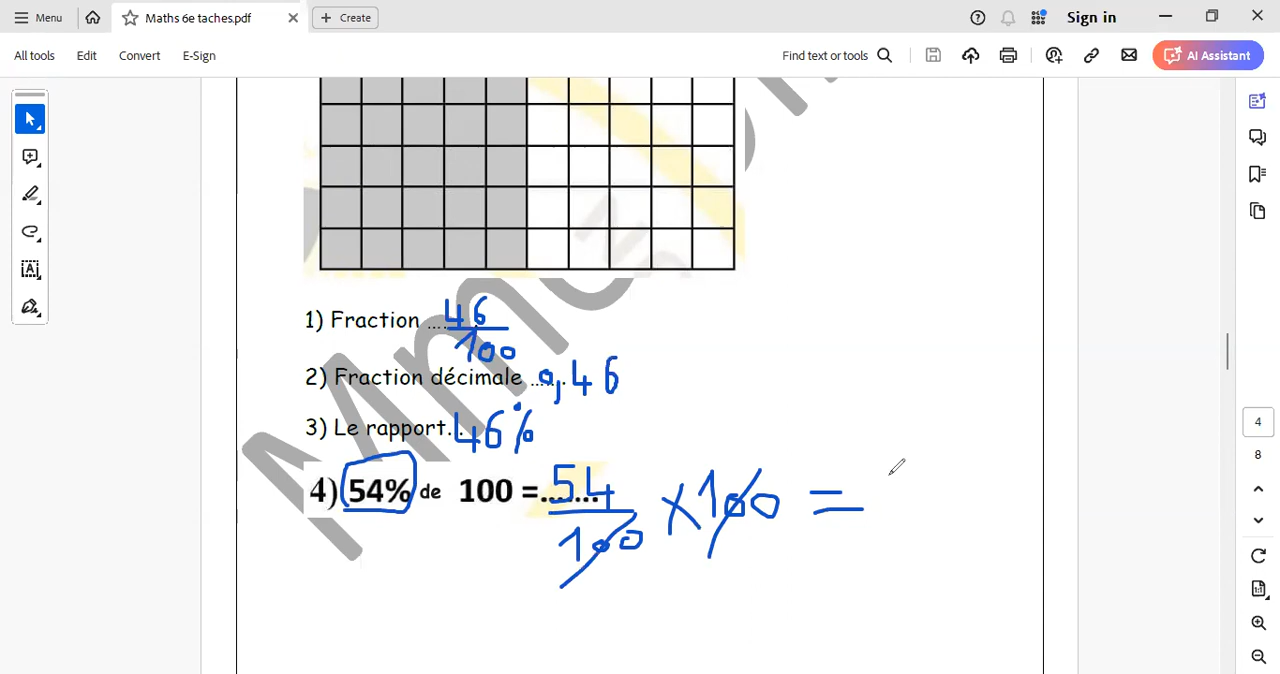 Menu
Maths 6e taches.pdf
Create
Sign in
All tools
Edit
Convert
E-Sign
Find text or tools
AI Assistant
1) Fraction .... 46/100
2) Fraction décimale ...... 0,46
3) Le rapport... 46%
4) 54% de 100 =........ 54/100 × 100 =
4
8